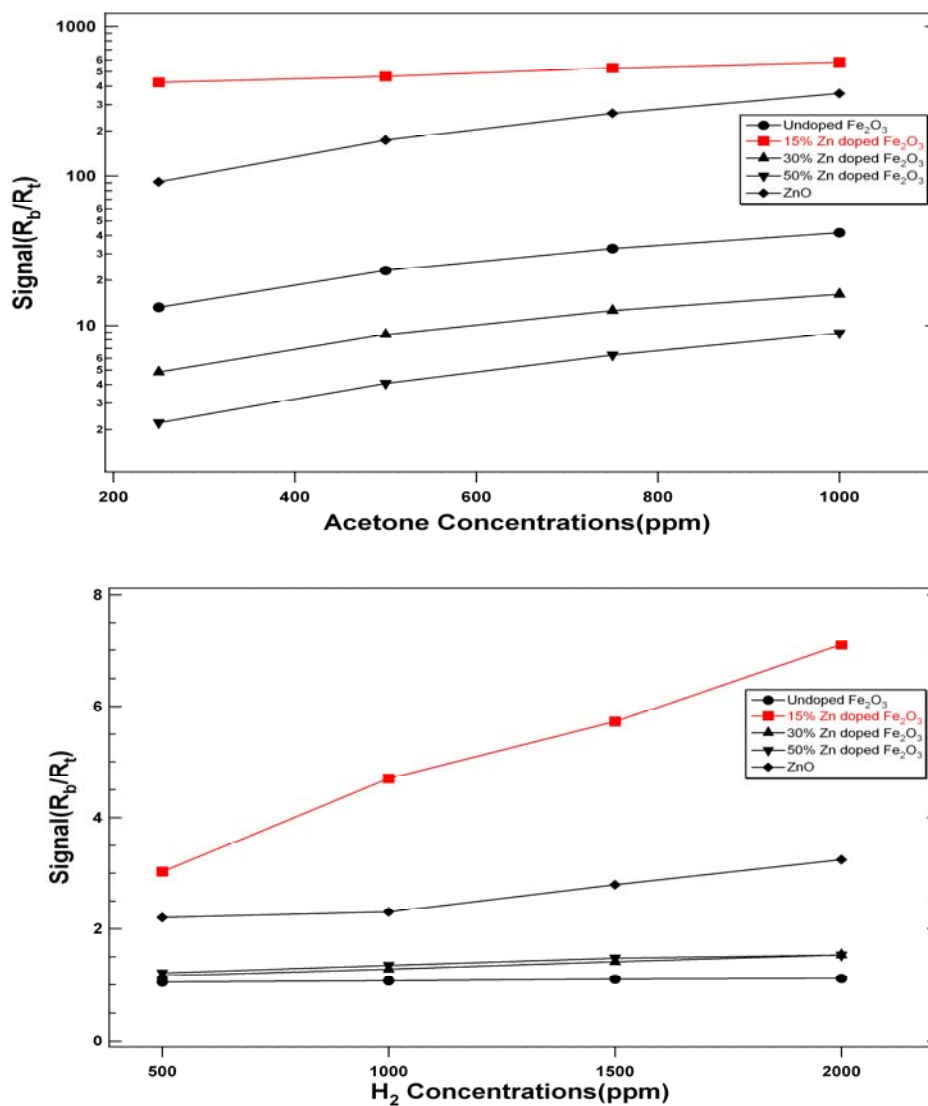 1000
6
5
4
3
2
100
6
5
4
3
2
10
6
5
4
3
2
Signal(R_b/R_t)
Undoped Fe₂O₃
15% Zn doped Fe₂O₃
30% Zn doped Fe₂O₃
50% Zn doped Fe₂O₃
ZnO
200 400 600 800 1000
Acetone Concentrations(ppm)
8
6
4
2
0
Signal(R_b/R_t)
Undoped Fe₂O₃
15% Zn doped Fe₂O₃
30% Zn doped Fe₂O₃
50% Zn doped Fe₂O₃
ZnO
500 1000 1500 2000
H₂ Concentrations(ppm)